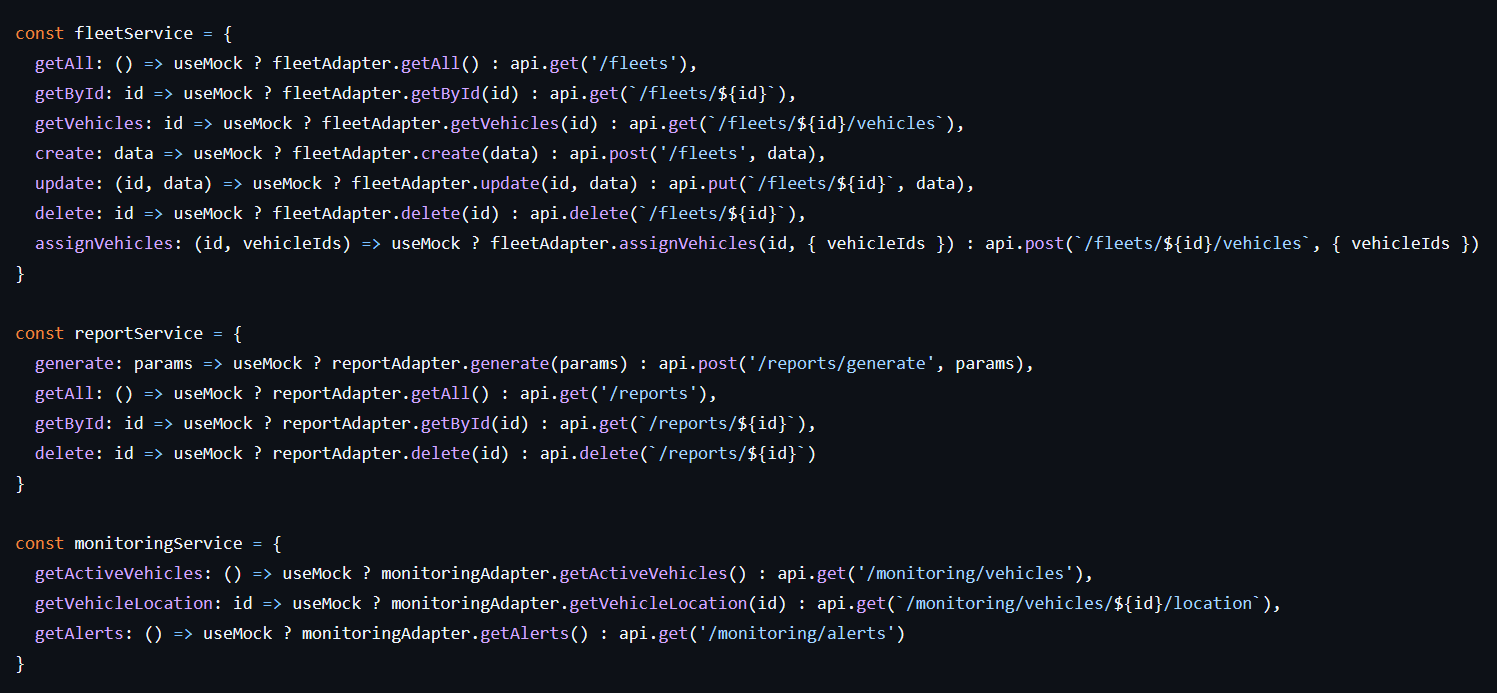 const fleetService = {
  getAll: () => useMock ? fleetAdapter.getAll() : api.get('/fleets'),
  getById: id => useMock ? fleetAdapter.getById(id) : api.get(`/fleets/${id}`),
  getVehicles: id => useMock ? fleetAdapter.getVehicles(id) : api.get(`/fleets/${id}/vehicles`),
  create: data => useMock ? fleetAdapter.create(data) : api.post('/fleets', data),
  update: (id, data) => useMock ? fleetAdapter.update(id, data) : api.put(`/fleets/${id}`, data),
  delete: id => useMock ? fleetAdapter.delete(id) : api.delete(`/fleets/${id}`),
  assignVehicles: (id, vehicleIds) => useMock ? fleetAdapter.assignVehicles(id, { vehicleIds }) : api.post(`/fleets/${id}/vehicles`, { vehicleIds })
}

const reportService = {
  generate: params => useMock ? reportAdapter.generate(params) : api.post('/reports/generate', params),
  getAll: () => useMock ? reportAdapter.getAll() : api.get('/reports'),
  getById: id => useMock ? reportAdapter.getById(id) : api.get(`/reports/${id}`),
  delete: id => useMock ? reportAdapter.delete(id) : api.delete(`/reports/${id}`)
}

const monitoringService = {
  getActiveVehicles: () => useMock ? monitoringAdapter.getActiveVehicles() : api.get('/monitoring/vehicles'),
  getVehicleLocation: id => useMock ? monitoringAdapter.getVehicleLocation(id) : api.get(`/monitoring/vehicles/${id}/location`),
  getAlerts: () => useMock ? monitoringAdapter.getAlerts() : api.get('/monitoring/alerts')
}